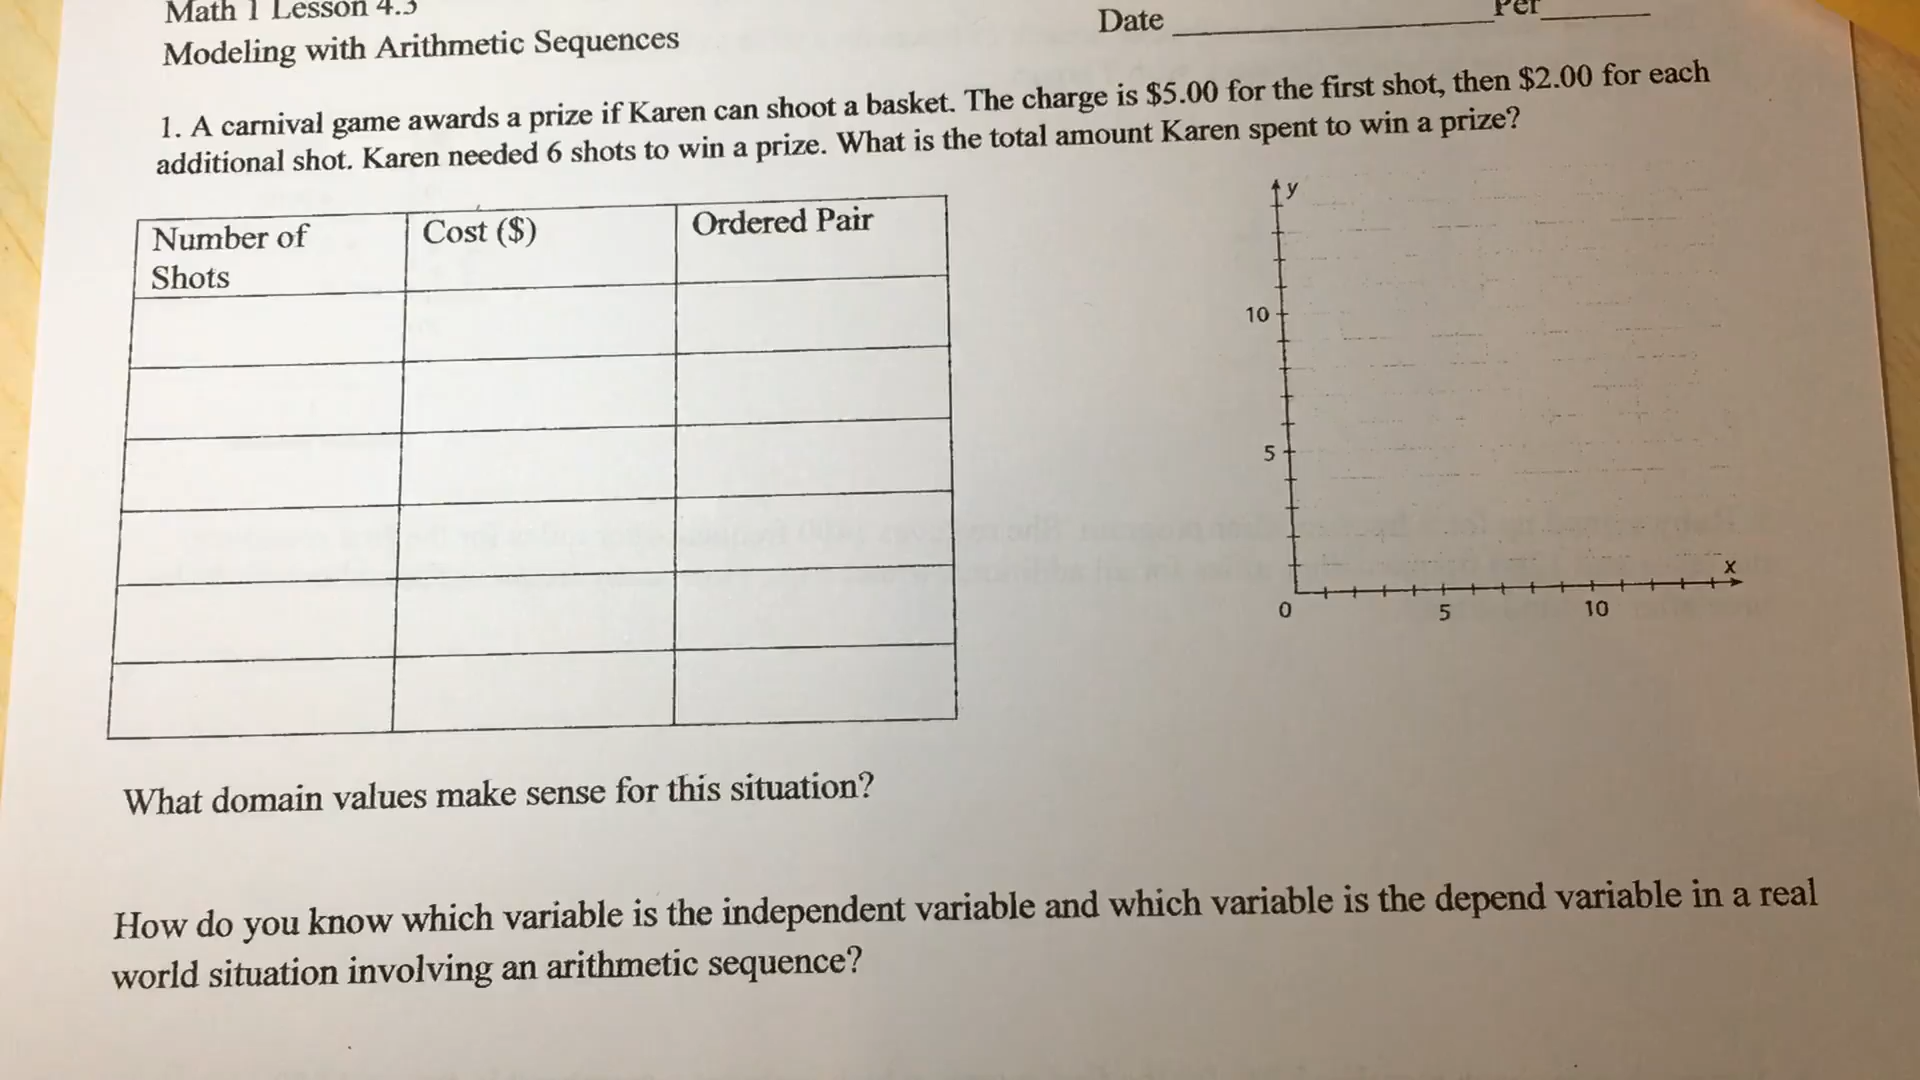 Math 1 Lesson 4.3
Modeling with Arithmetic Sequences
Date ____________________ Per________
1. A carnival game awards a prize if Karen can shoot a basket. The charge is $5.00 for the first shot, then $2.00 for each
additional shot. Karen needed 6 shots to win a prize. What is the total amount Karen spent to win a prize?
Number of
Shots
Cost ($)
Ordered Pair
y
10
5
x
0
5
10
What domain values make sense for this situation?
How do you know which variable is the independent variable and which variable is the depend variable in a real
world situation involving an arithmetic sequence?